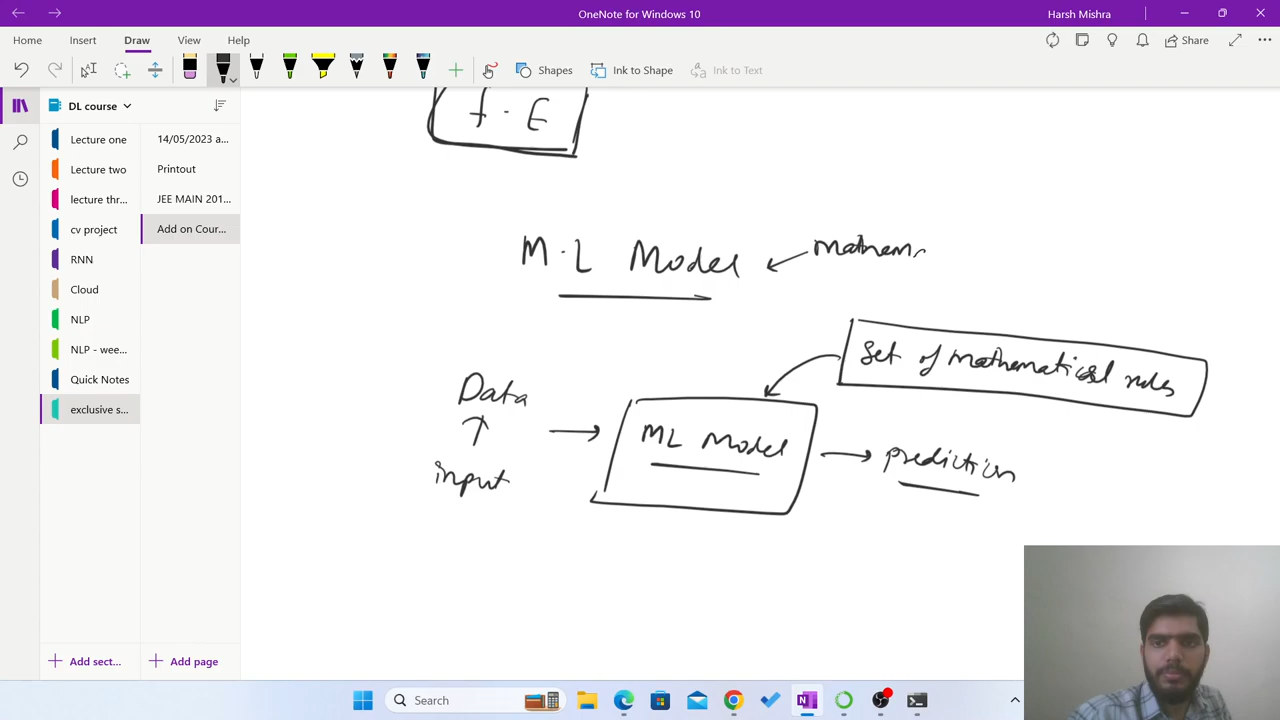 OneNote for Windows 10
Harsh Mishra
Home Insert Draw View Help
Share
Shapes Ink to Shape Ink to Text
DL course
Lecture one
Lecture two
lecture thr...
cv project
RNN
Cloud
NLP
NLP - wee...
Quick Notes
exclusive s...
14/05/2023 a...
Printout
JEE MAIN 201...
Add on Cour...
f · E
M·L Model ← mathem
Set of mathematical rules
Data → ML Model → prediction
↑
input
+ Add sect...
+ Add page
Search